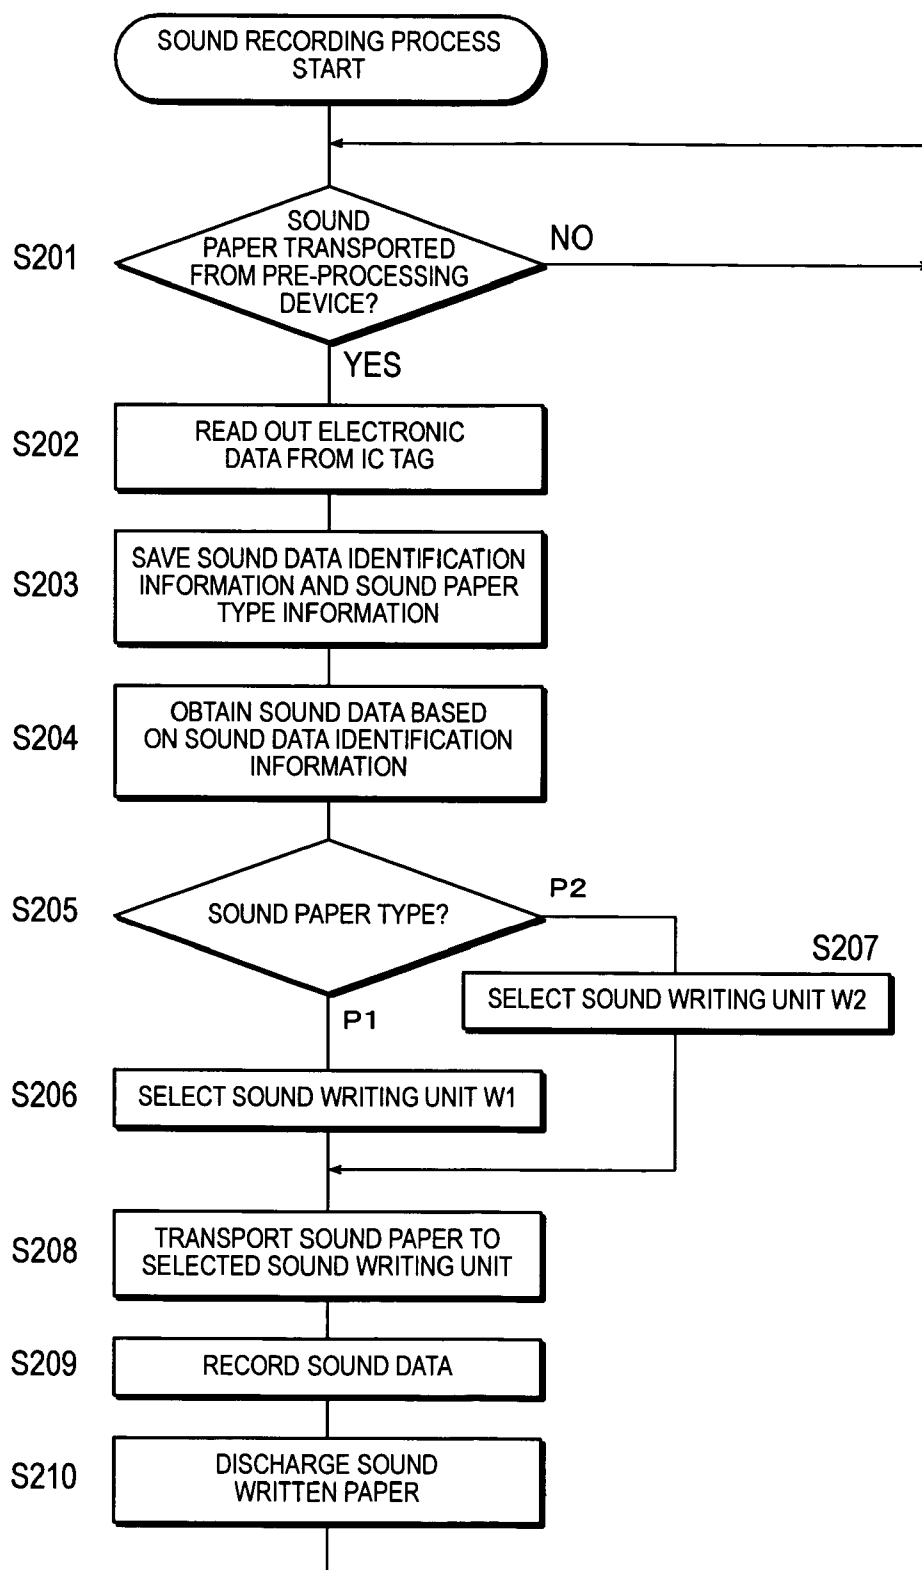 SOUND RECORDING PROCESS
START
S201
SOUND
PAPER TRANSPORTED
FROM PRE-PROCESSING
DEVICE?
NO
YES
S202
READ OUT ELECTRONIC
DATA FROM IC TAG
S203
SAVE SOUND DATA IDENTIFICATION
INFORMATION AND SOUND PAPER
TYPE INFORMATION
S204
OBTAIN SOUND DATA BASED
ON SOUND DATA IDENTIFICATION
INFORMATION
S205
SOUND PAPER TYPE?
P2
S207
SELECT SOUND WRITING UNIT W2
P1
S206
SELECT SOUND WRITING UNIT W1
S208
TRANSPORT SOUND PAPER TO
SELECTED SOUND WRITING UNIT
S209
RECORD SOUND DATA
S210
DISCHARGE SOUND
WRITTEN PAPER